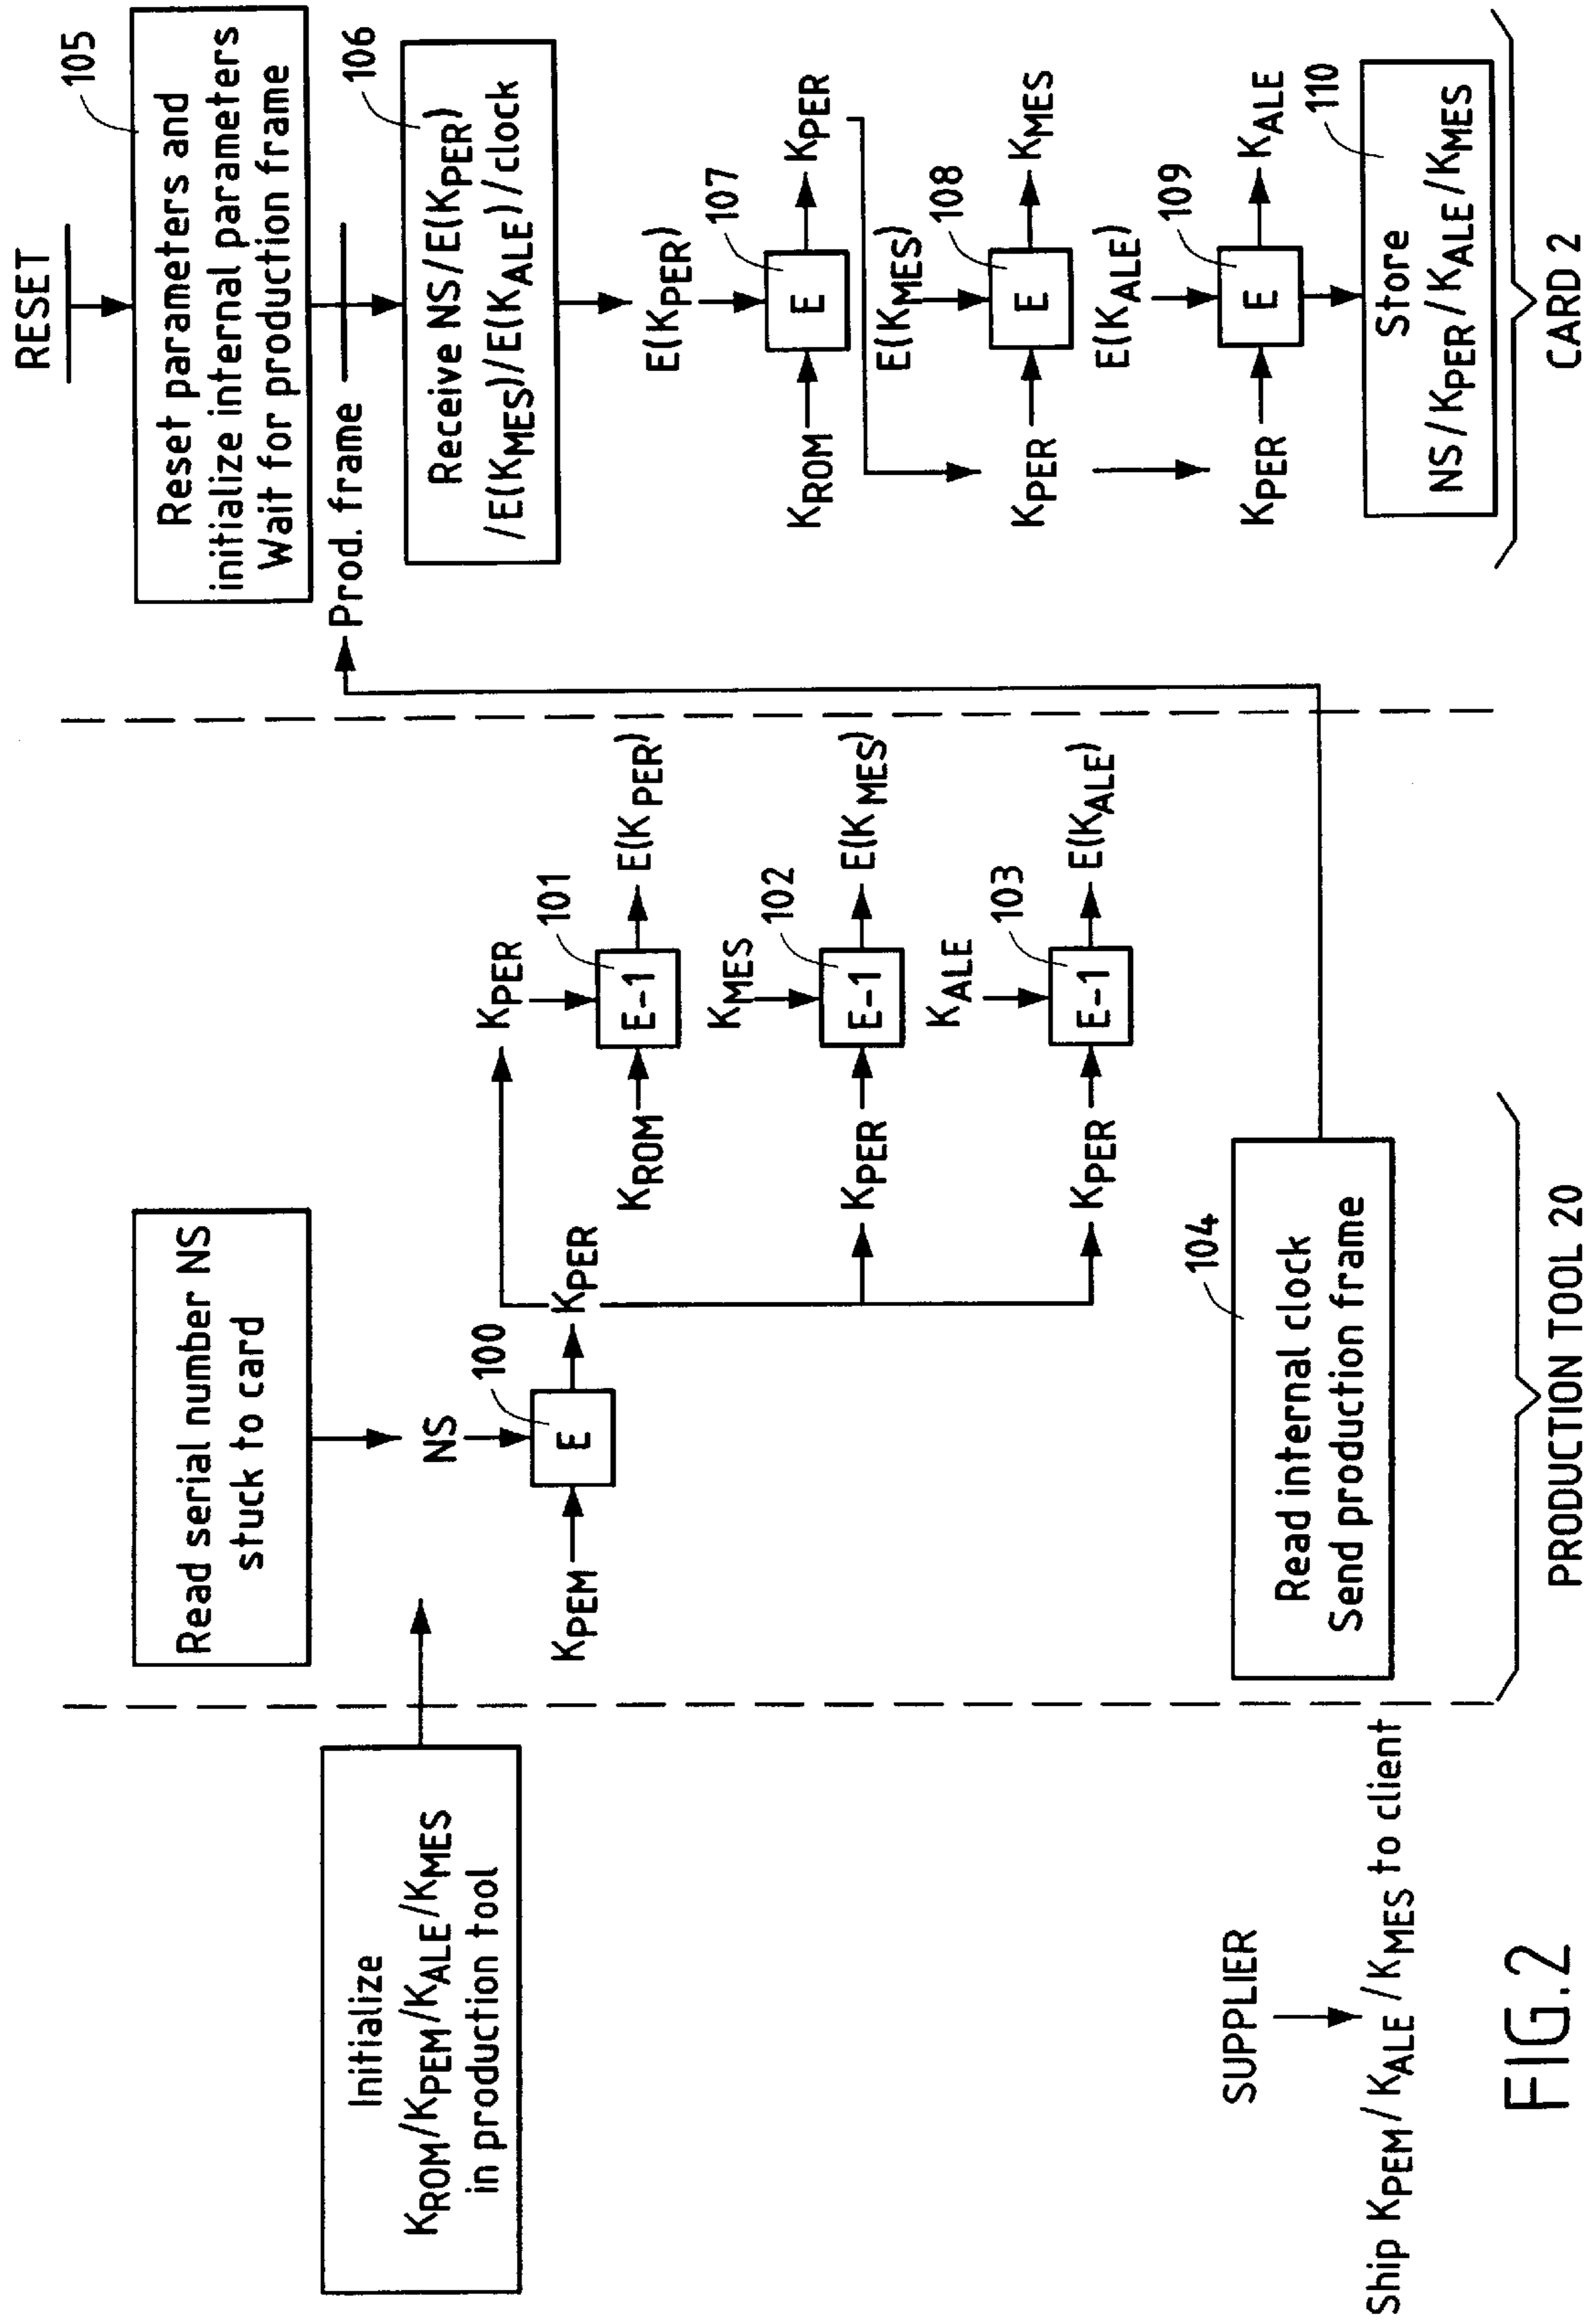 Initialize
KROM/KPEM/KALE/KMES
in production tool
SUPPLIER
Ship KPEM/KALE/KMES to client
FIG.2
Read serial number NS
stuck to card
NS
100
KPEM
E
KPER
KPER
101
KROM
E-1
E(KPER)
KMES
102
KPER
E-1
E(KMES)
KALE
103
KPER
E-1
E(KALE)
104
Read internal clock
Send production frame
PRODUCTION TOOL 20
RESET
105
Reset parameters and
initialize internal parameters
Wait for production frame
Prod. frame
106
Receive NS/E(KPER)
/E(KMES)/E(KALE)/clock
E(KPER)
107
KROM
E
KPER
E(KMES)
108
KPER
E
KMES
E(KALE)
109
KPER
E
KALE
110
Store
NS/KPER/KALE/KMES
CARD 2